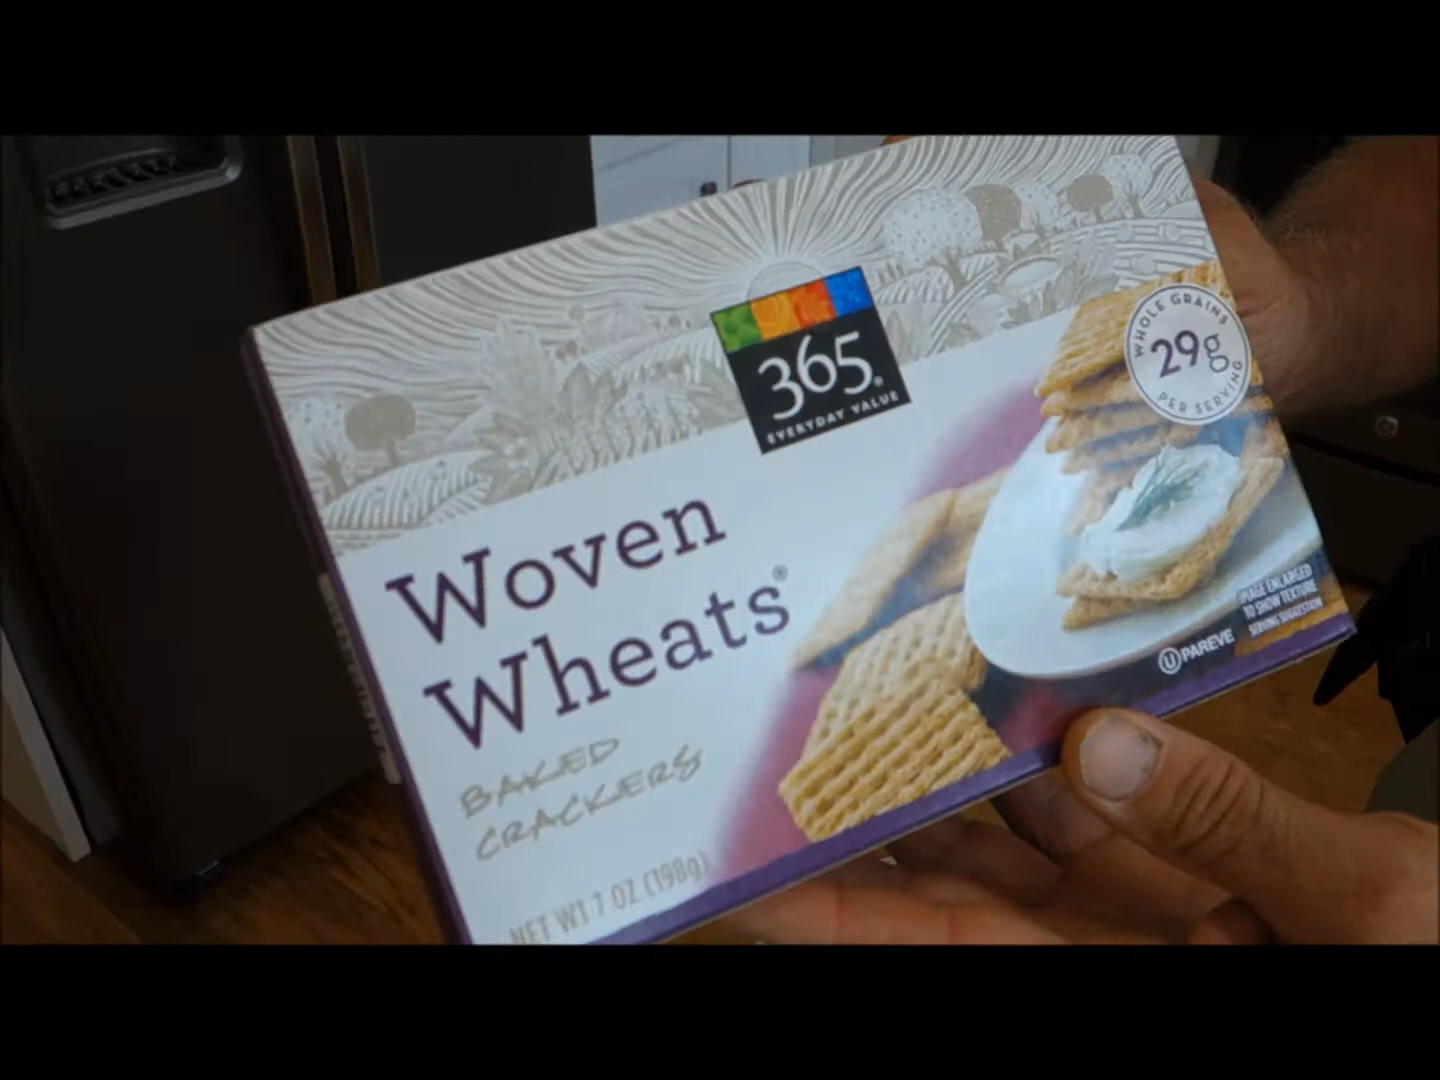 365®
EVERYDAY VALUE
WHOLE GRAINS
29g
PER SERVING
Woven
Wheats®
BAKED
CRACKERS
NET WT 7 OZ (198g)
IMAGE ENLARGED
TO SHOW TEXTURE
SERVING SUGGESTION
U PAREVE